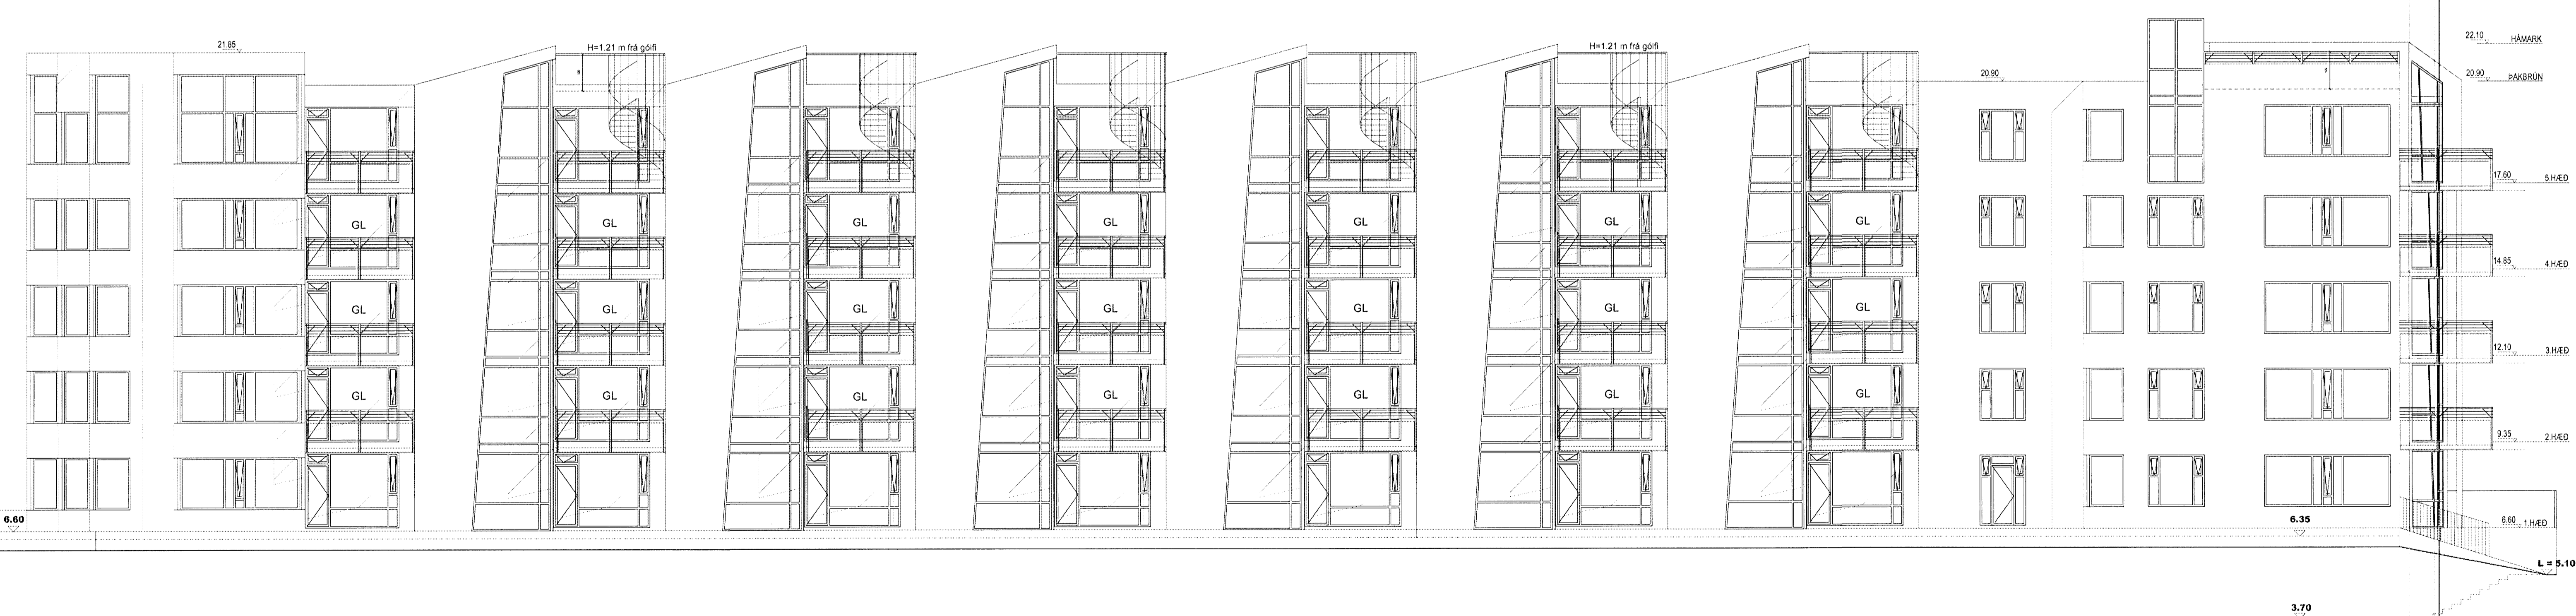 H=1.21 m frá gólfi
H=1.21 m frá gólfi
22.10 HÁMARK
21.85
20.90
20.90 ÞAKBRÚN
17.60 5.HÆÐ
GL GL GL GL GL GL GL
14.85 4.HÆÐ
GL GL GL GL GL GL GL
12.10 3.HÆÐ
GL GL GL GL GL GL GL
9.35 2.HÆÐ
6.60
6.35
6.60 1.HÆÐ
L = 5.10
3.70